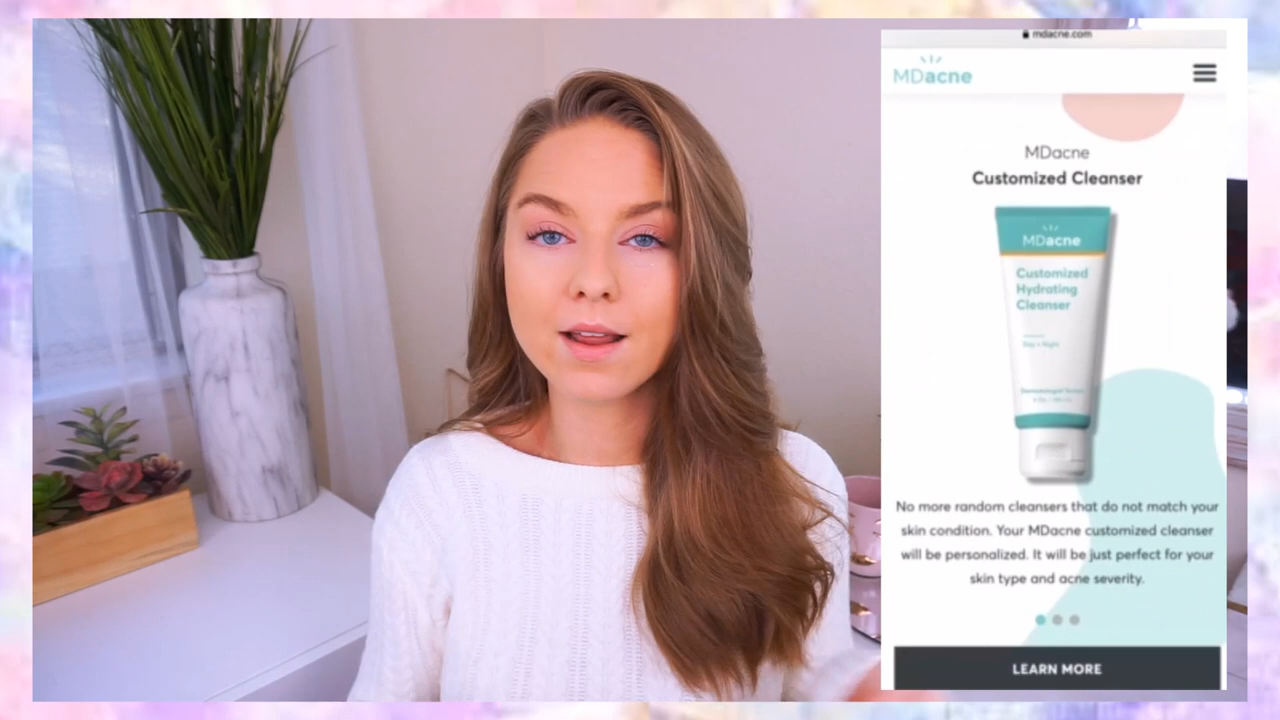 mdacne.com
MDacne
MDacne
Customized Cleanser
MDacne
Customized
Hydrating
Cleanser
Day + Night
No more random cleansers that do not match your
skin condition. Your MDacne customized cleanser
will be personalized. It will be just perfect for your
skin type and acne severity.
LEARN MORE